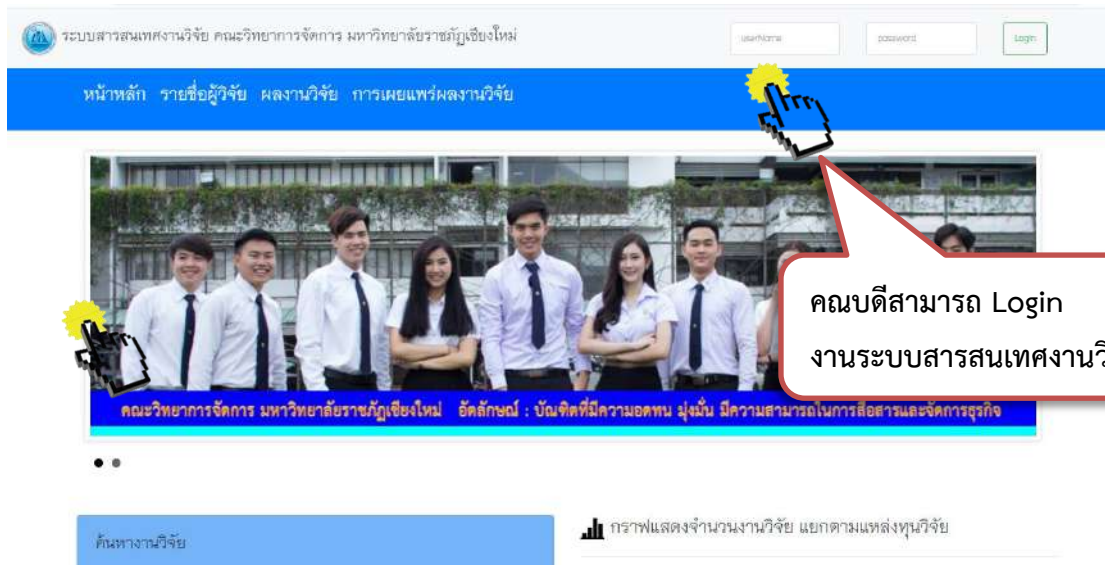 ระบบสารสนเทศงานวิจัย คณะวิทยาการจัดการ มหาวิทยาลัยราชภัฏเชียงใหม่
userName
password
Login
หน้าหลัก รายชื่อผู้วิจัย ผลงานวิจัย การเผยแพร่ผลงานวิจัย
คณบดีสามารถ Login
งานระบบสารสนเทศงานวิ
คณะวิทยาการจัดการ มหาวิทยาลัยราชภัฏเชียงใหม่ อัตลักษณ์ : บัณฑิตที่มีความอดทน มุ่งมั่น มีความสามารถในการสื่อสารและจัดการธุรกิจ
ค้นหางานวิจัย
กราฟแสดงจำนวนงานวิจัย แยกตามแหล่งทุนวิจัย